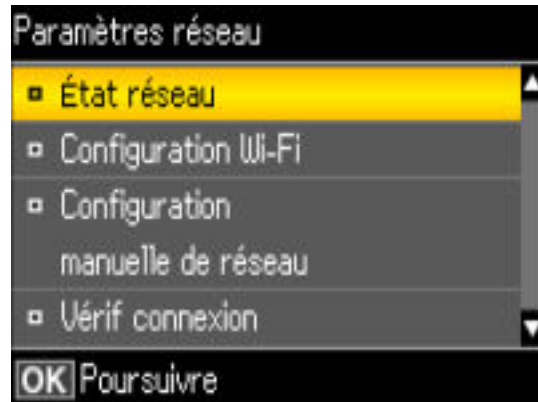 Paramètres réseau
État réseau
Configuration Wi-Fi
Configuration
manuelle de réseau
Vérif connexion
OK Poursuivre